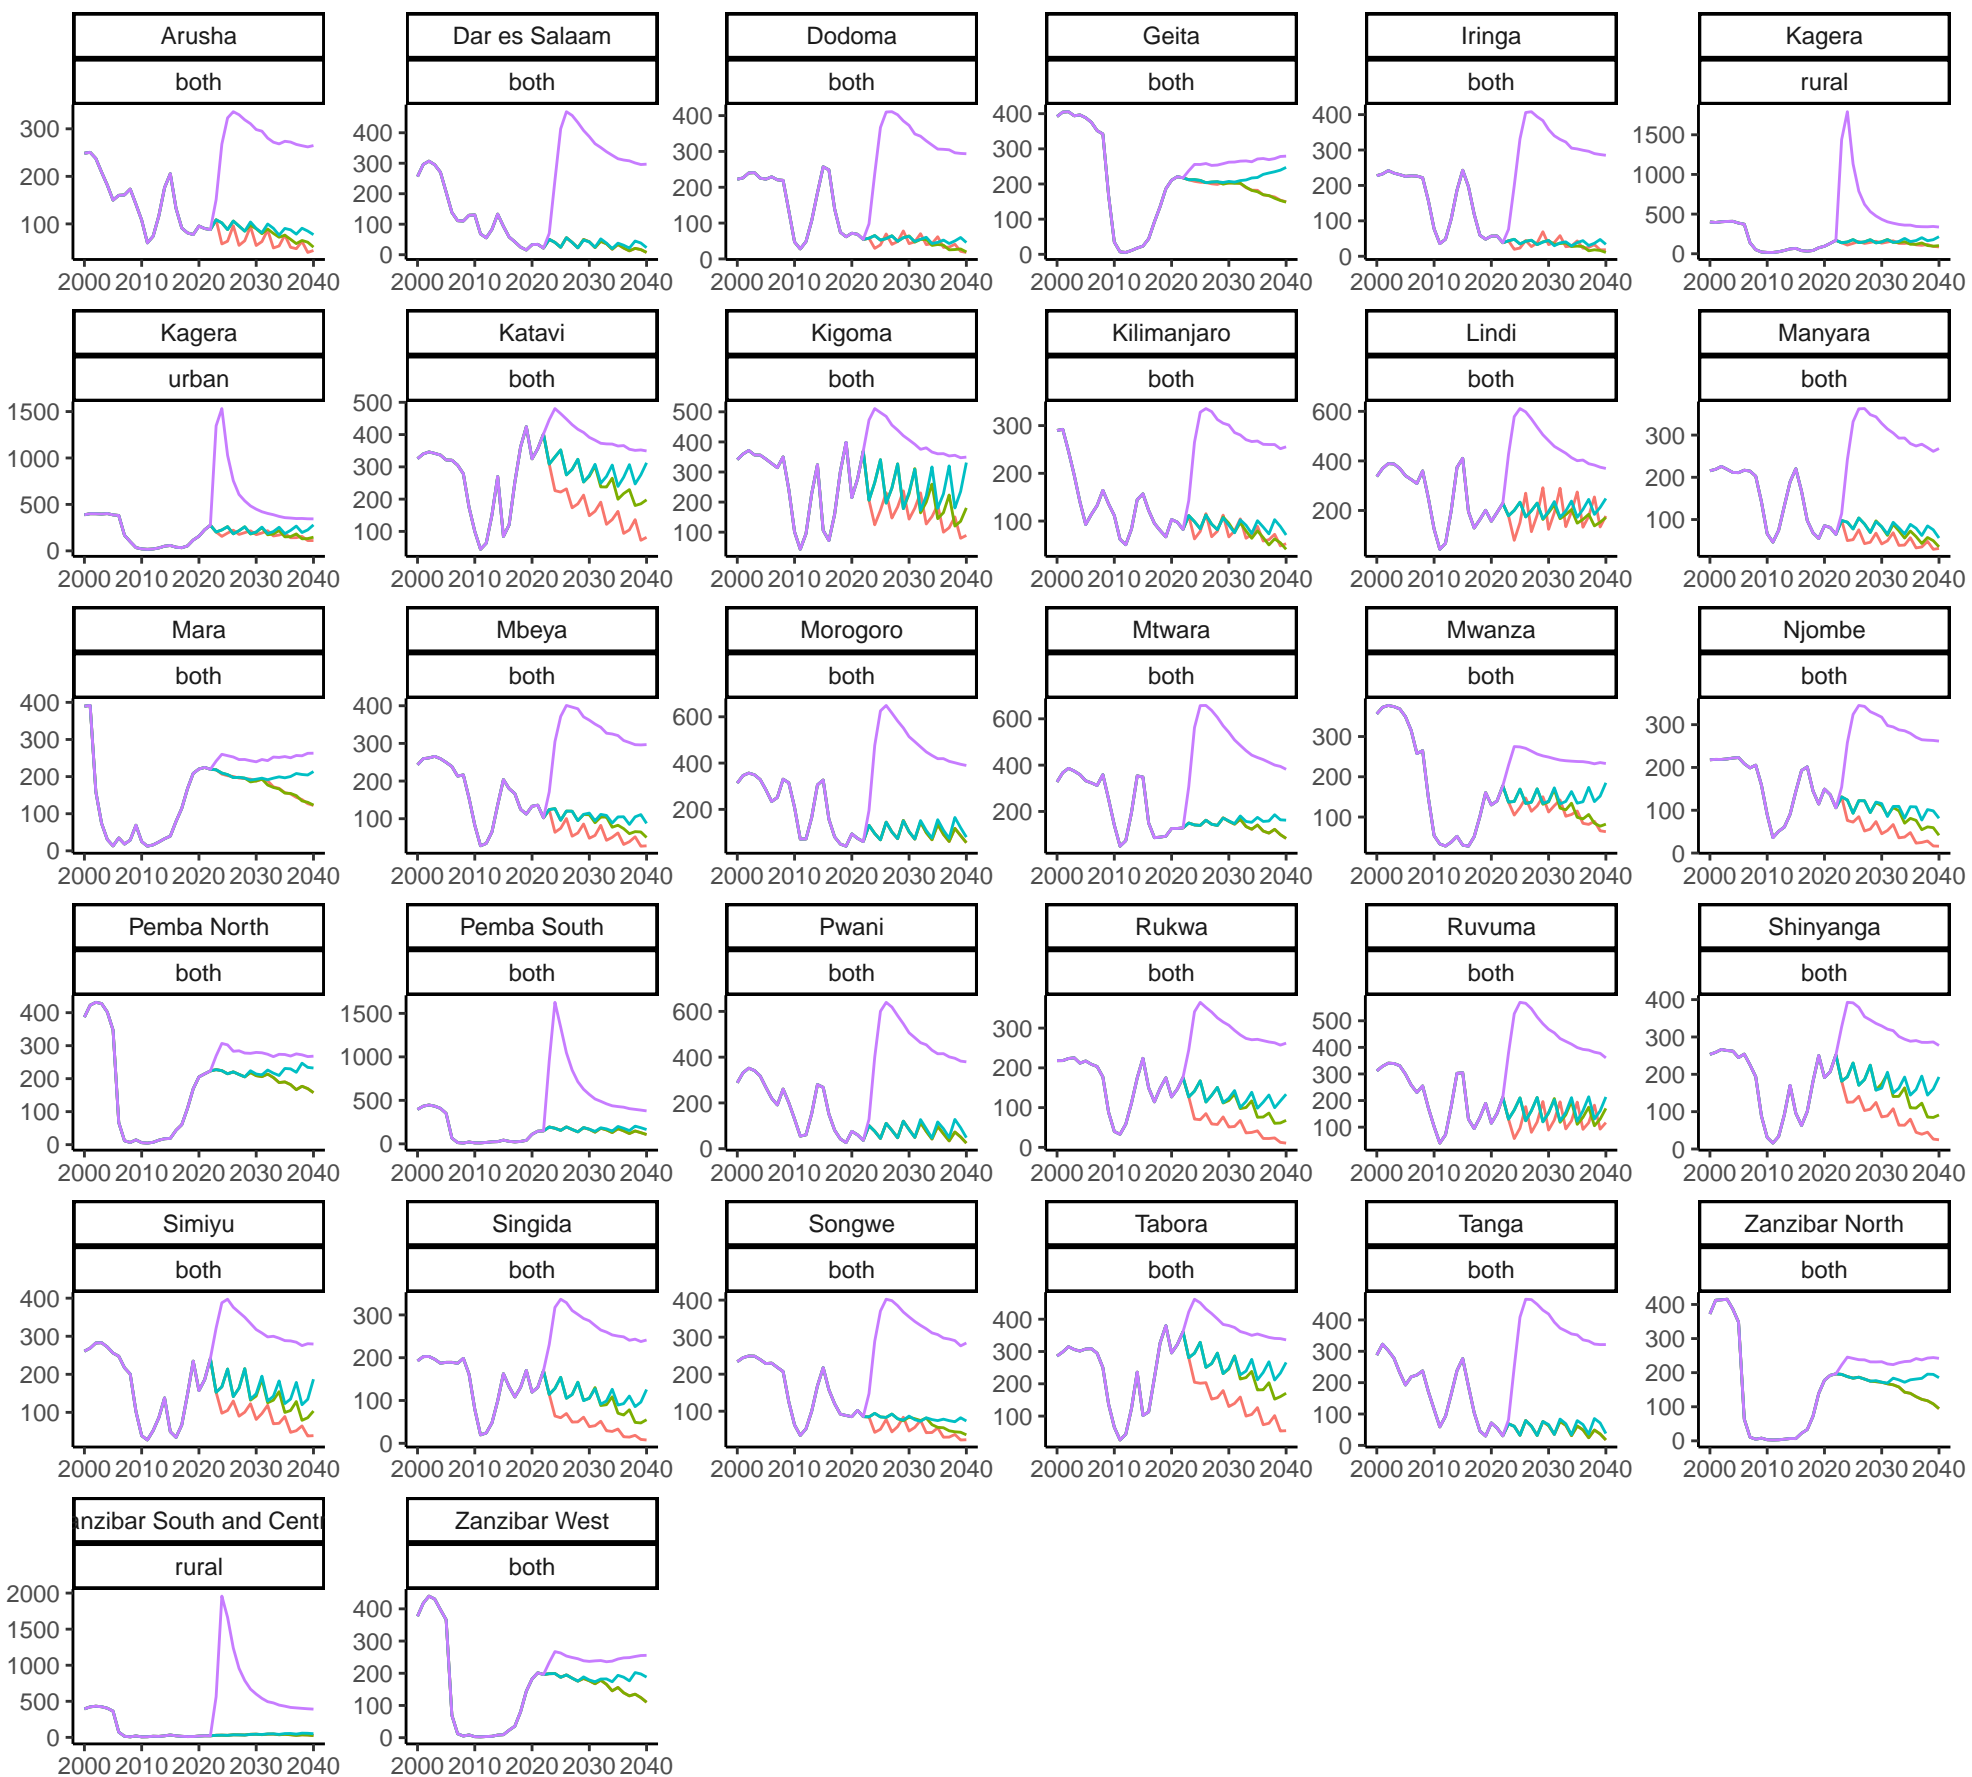 Arusha Dar es Salaam Dodoma Geita Iringa Kagera
both both both both both rural
300 200 100
400 300 200 100 0
400 300 200 100 0
400 300 200 100 0
400 300 200 100 0
1500 1000 500 0
2000 2010 2020 2030 2040 2000 2010 2020 2030 2040 2000 2010 2020 2030 2040 2000 2010 2020 2030 2040 2000 2010 2020 2030 2040 2000 2010 2020 2030 2040
Kagera Katavi Kigoma Kilimanjaro Lindi Manyara
urban both both both both both
1500 1000 500 0
500 400 300 200 100
500 400 300 200 100
300 200 100
600 400 200
300 200 100
2000 2010 2020 2030 2040 2000 2010 2020 2030 2040 2000 2010 2020 2030 2040 2000 2010 2020 2030 2040 2000 2010 2020 2030 2040 2000 2010 2020 2030 2040
Mara Mbeya Morogoro Mtwara Mwanza Njombe
both both both both both both
400 300 200 100 0
400 300 200 100
600 400 200
600 400 200
300 200 100
300 200 100 0
2000 2010 2020 2030 2040 2000 2010 2020 2030 2040 2000 2010 2020 2030 2040 2000 2010 2020 2030 2040 2000 2010 2020 2030 2040 2000 2010 2020 2030 2040
Pemba North Pemba South Pwani Rukwa Ruvuma Shinyanga
both both both both both both
400 300 200 100 0
1500 1000 500 0
600 400 200 0
300 200 100 0
500 400 300 200 100
400 300 200 100 0
2000 2010 2020 2030 2040 2000 2010 2020 2030 2040 2000 2010 2020 2030 2040 2000 2010 2020 2030 2040 2000 2010 2020 2030 2040 2000 2010 2020 2030 2040
Simiyu Singida Songwe Tabora Tanga Zanzibar North
both both both both both both
400 300 200 100
300 200 100 0
400 300 200 100
400 300 200 100
400 300 200 100 0
400 300 200 100 0
2000 2010 2020 2030 2040 2000 2010 2020 2030 2040 2000 2010 2020 2030 2040 2000 2010 2020 2030 2040 2000 2010 2020 2030 2040 2000 2010 2020 2030 2040
anzibar South and Centr Zanzibar West
rural both
2000 1500 1000 500 0
400 300 200 100 0
2000 2010 2020 2030 2040 2000 2010 2020 2030 2040